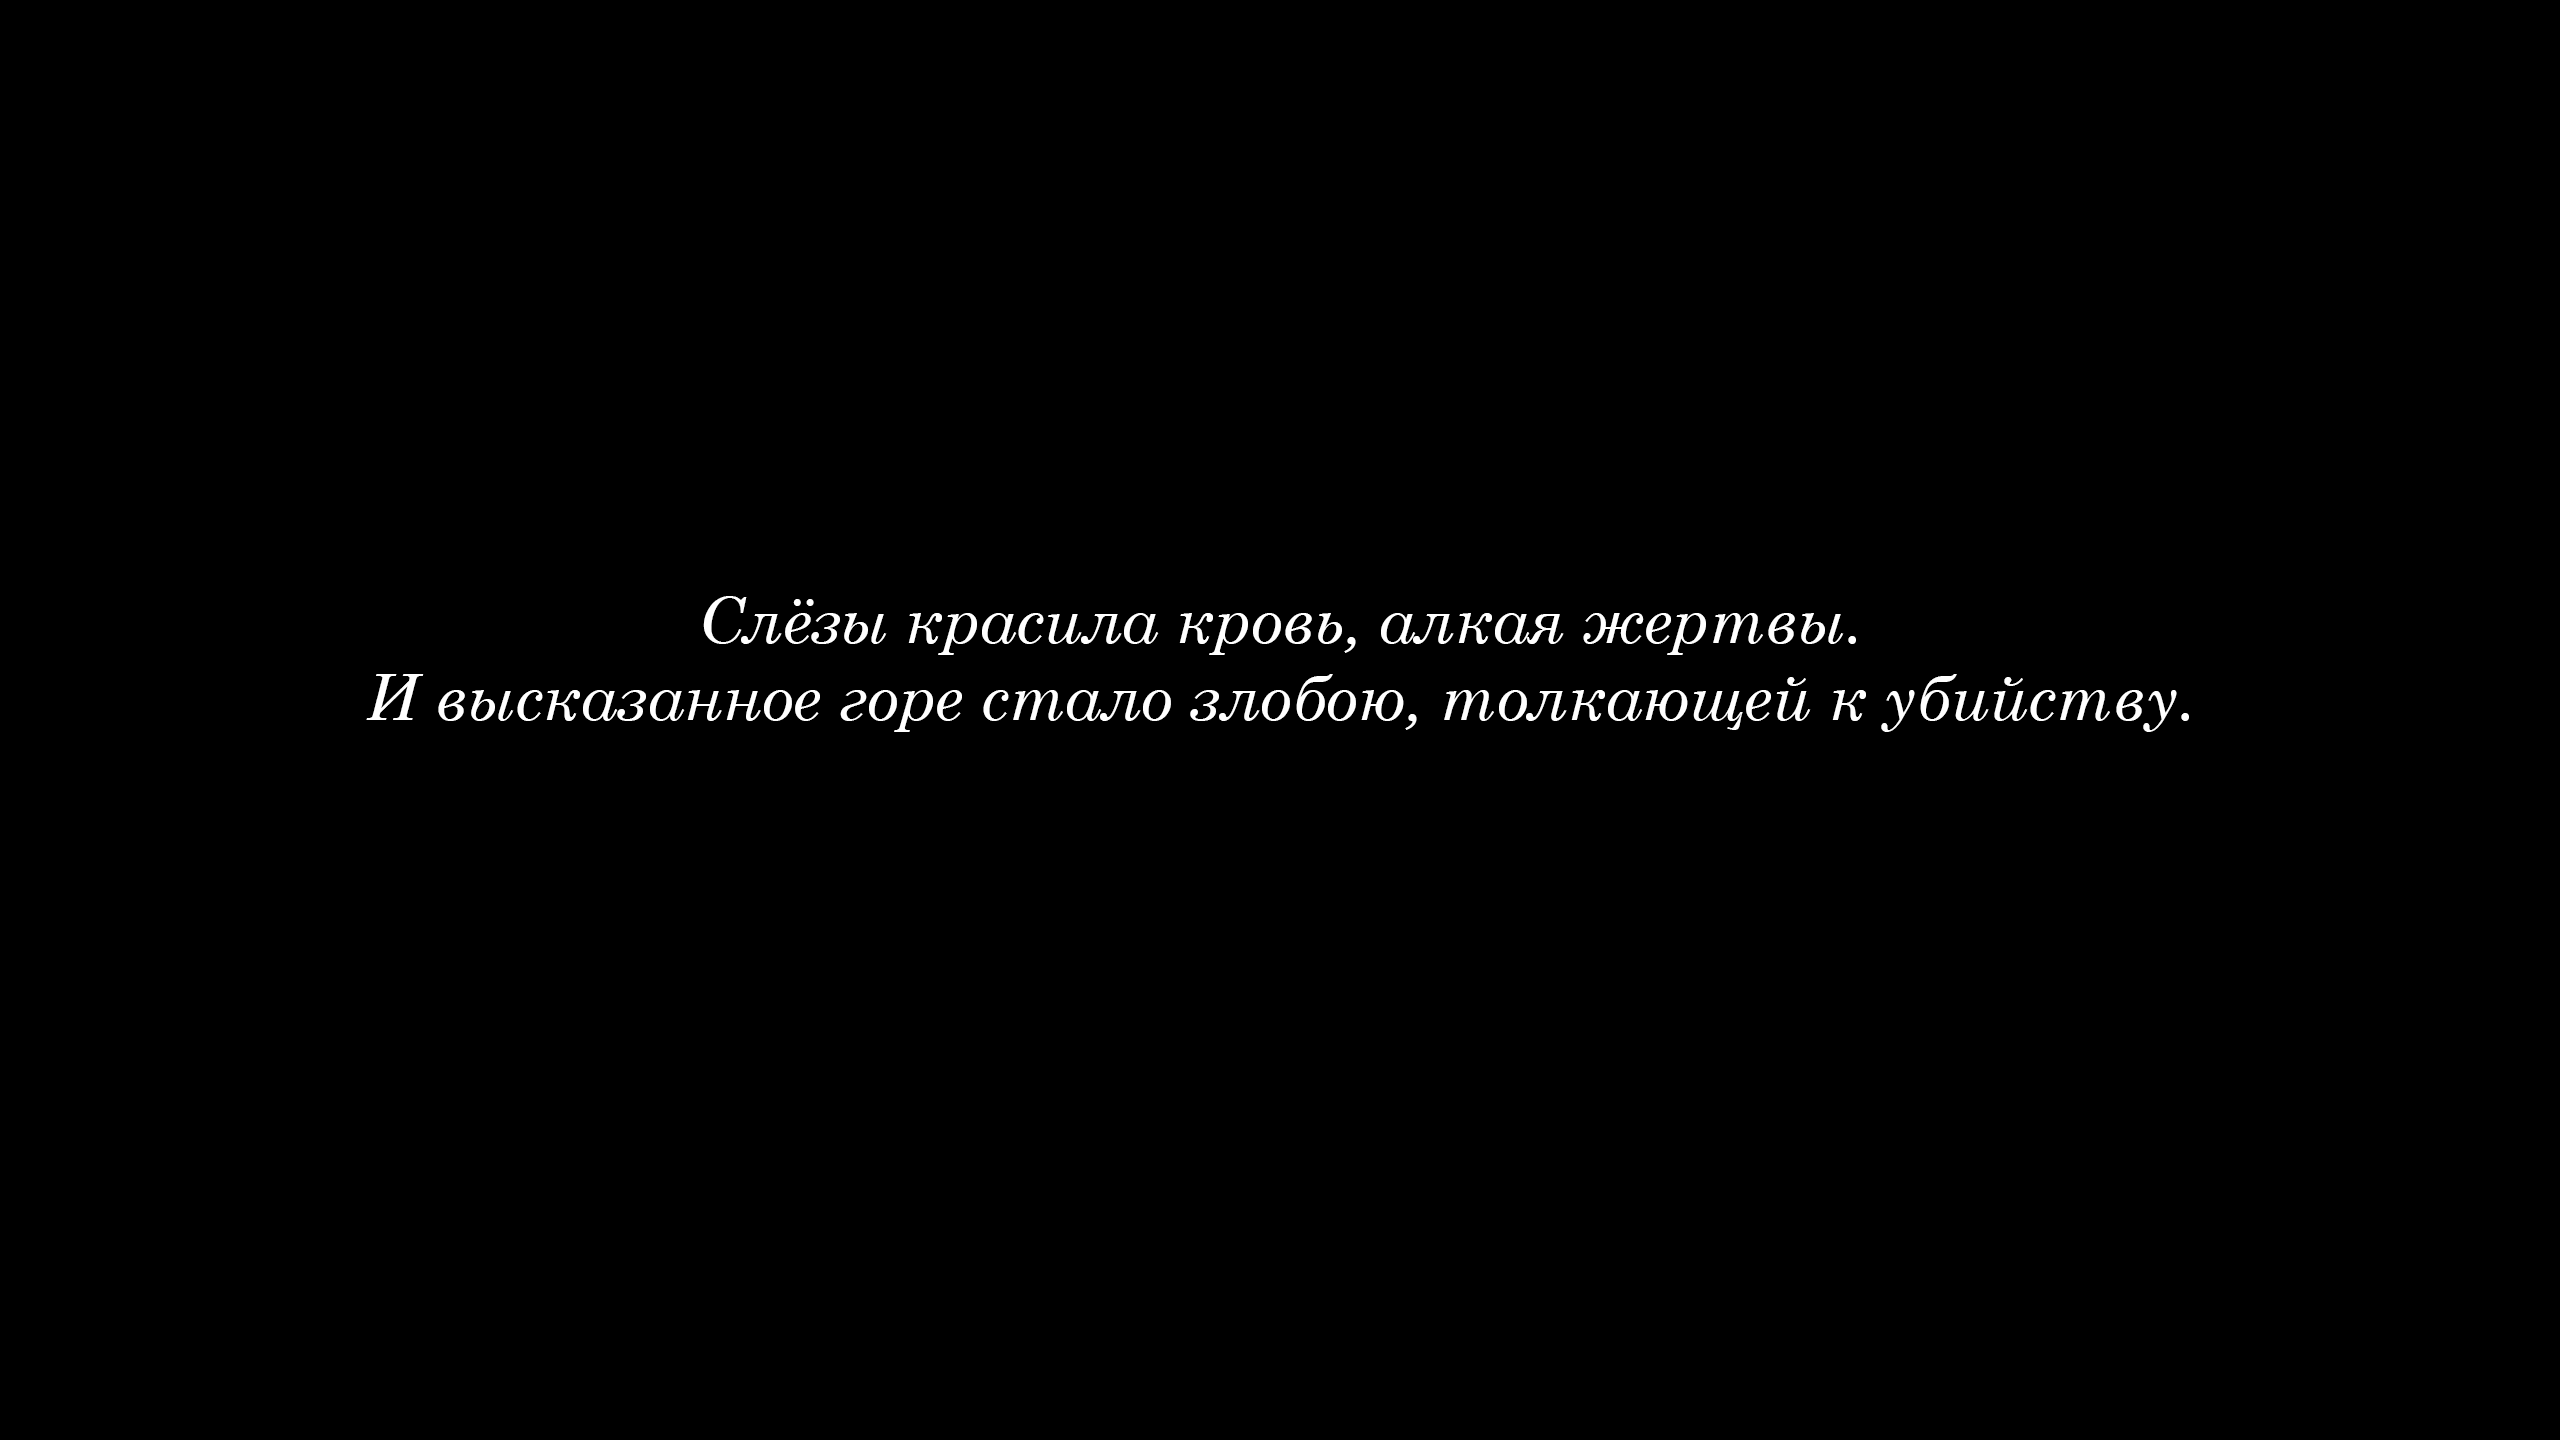 Слёзы красила кровь, алкая жертвы.
И высказанное горе стало злобою, толкающей к убийству.